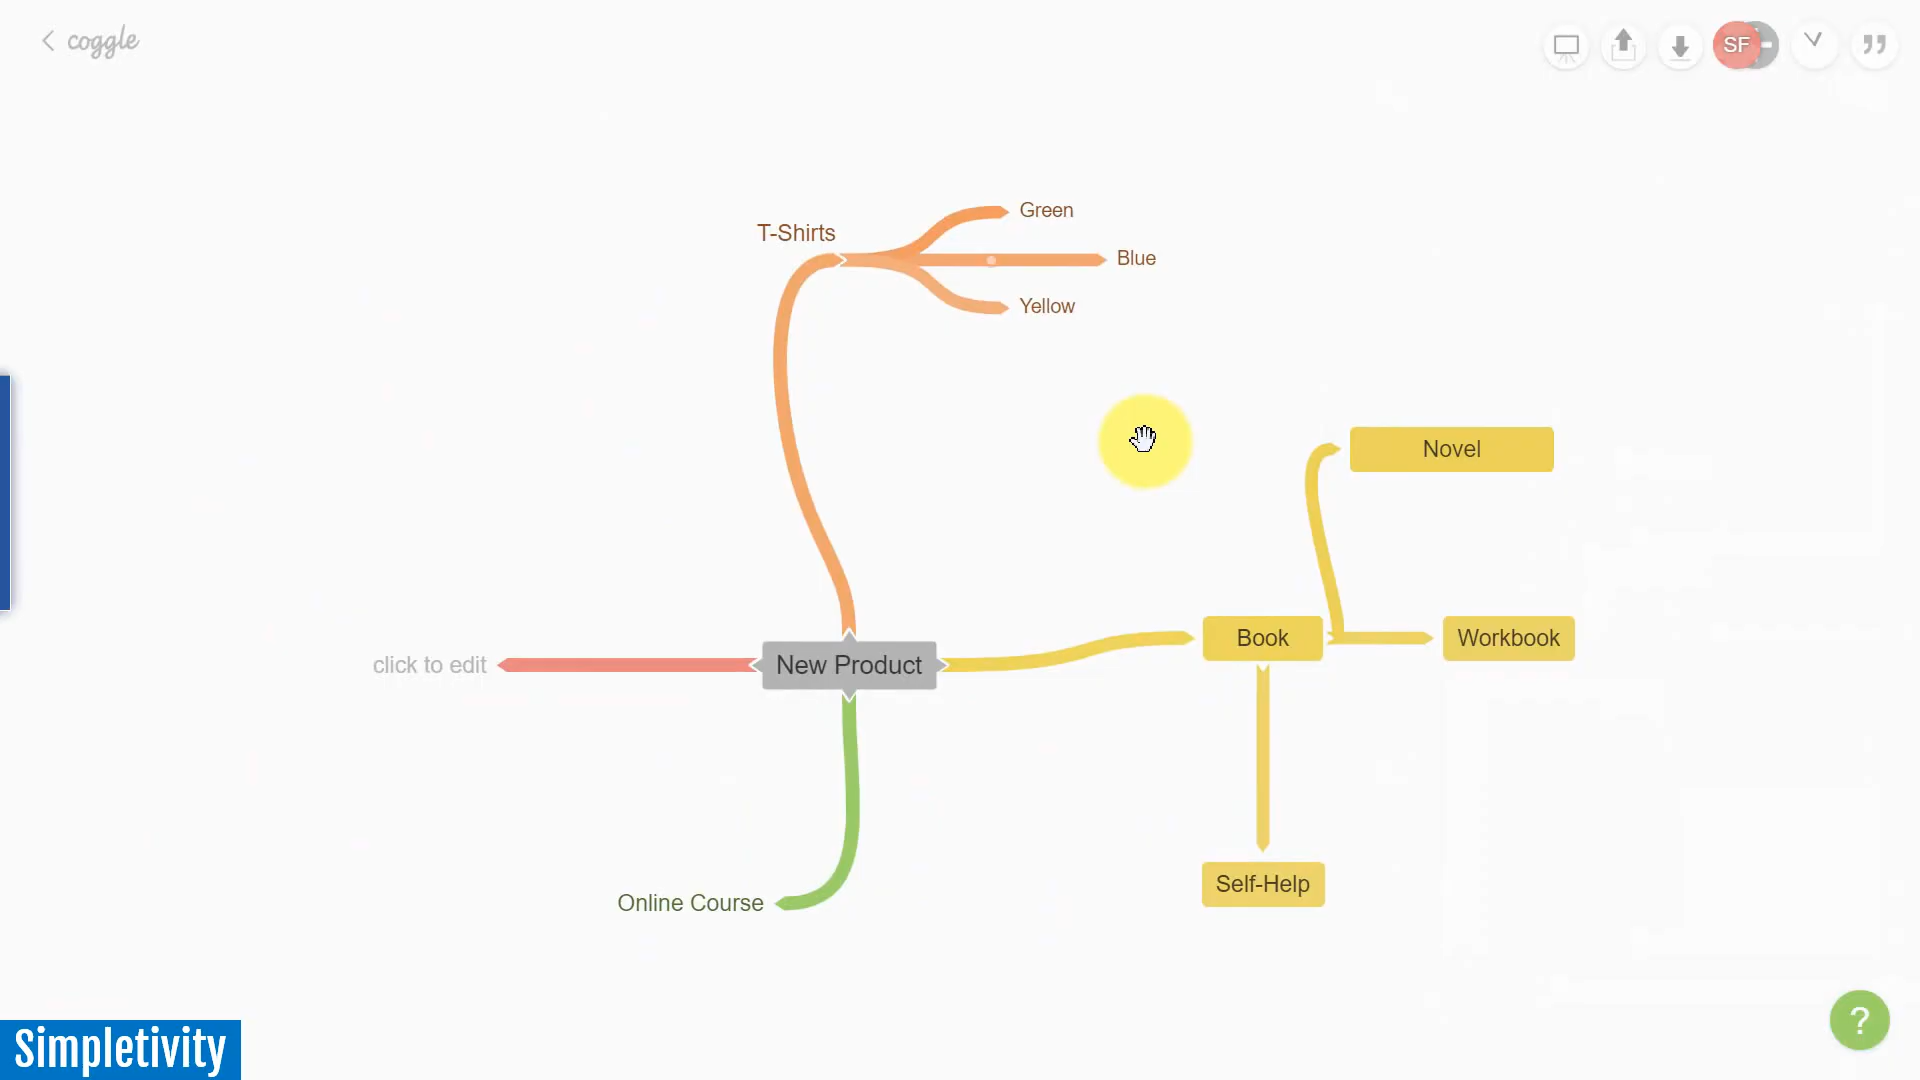 coggle
SF
T-Shirts
Green
Blue
Yellow
Novel
click to edit
New Product
Book
Workbook
Self-Help
Online Course
?
Simpletivity